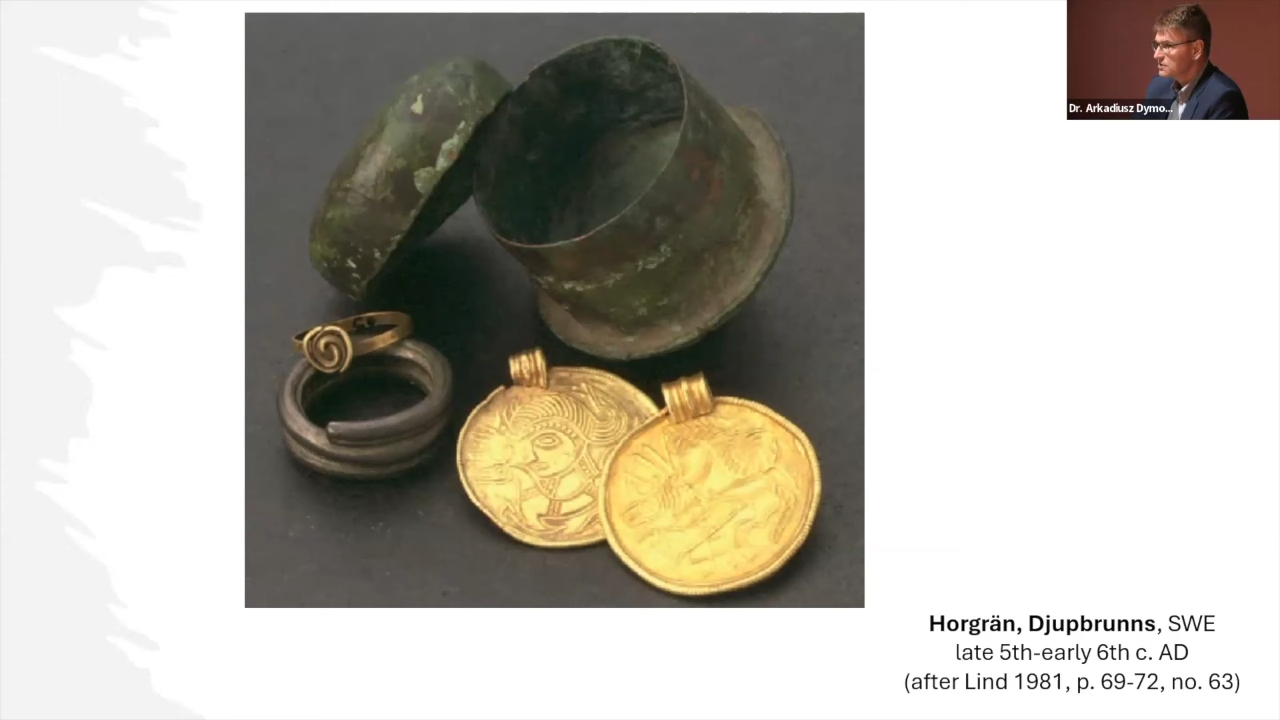 Dr. Arkadiusz Dymo...
Horgrän, Djupbrunns, SWE
late 5th-early 6th c. AD
(after Lind 1981, p. 69-72, no. 63)